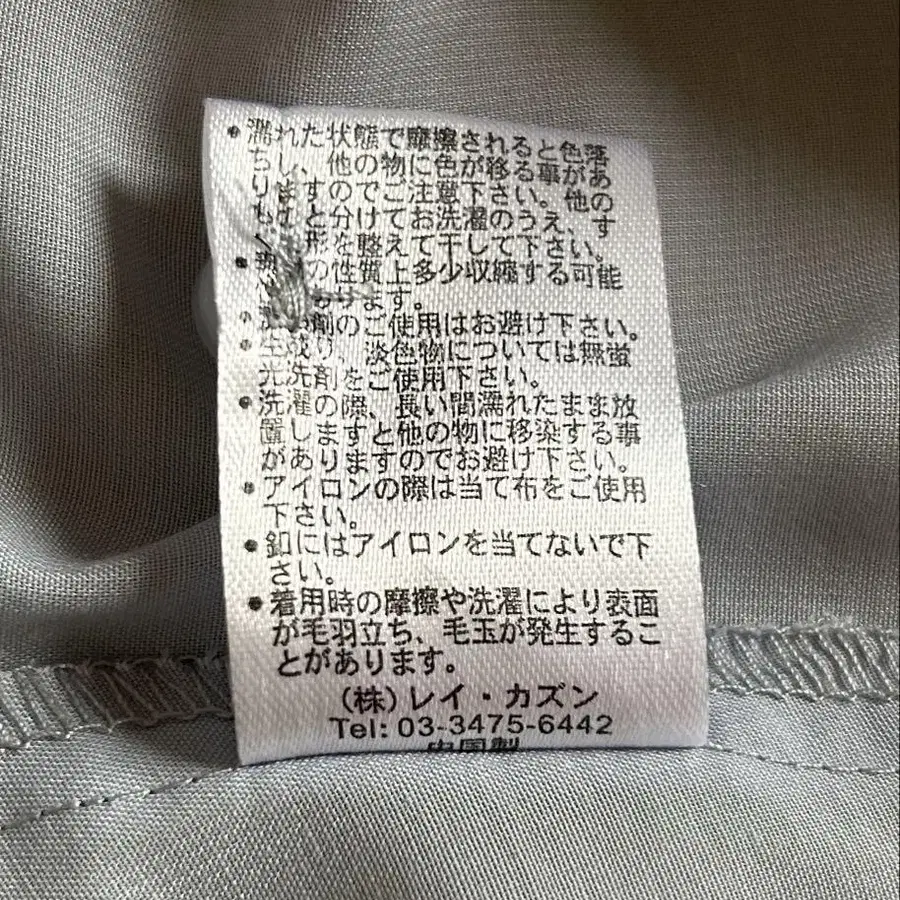 • 濡れた状態で摩擦されると色落
ちし、他の物に色が移る事があ
りますのでご注意下さい。他の
もと分けてお洗濯のうえ、す
く形を整えて干して下さい。
• の性質上多少収縮する可能
ります。
• 剤のご使用はお避け下さい。
• 生成り、淡色物については無蛍
光洗剤をご使用下さい。
• 洗濯の際、長い間濡れたまま放
置しますと他の物に移染する事
がありますのでお避け下さい。
• アイロンの際は当て布をご使用
下さい。
• 釦にはアイロンを当てないで下
さい。
• 着用時の摩擦や洗濯により表面
が毛羽立ち、毛玉が発生するこ
とがあります。
(株)レイ・カズン
Tel: 03-3475-6442
中国製